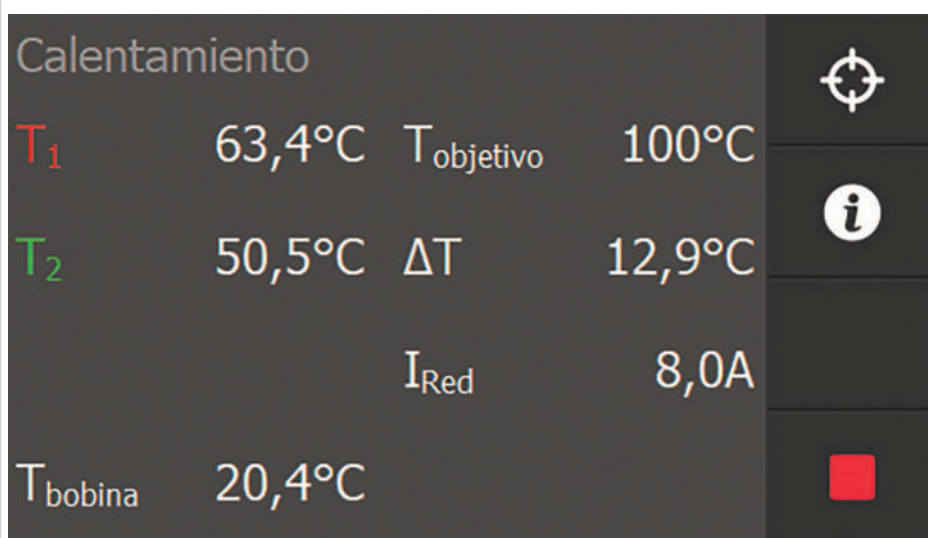 Calentamiento
T1 63,4°C Tobjetivo 100°C
T2 50,5°C ΔT 12,9°C
IRed 8,0A
Tbobina 20,4°C